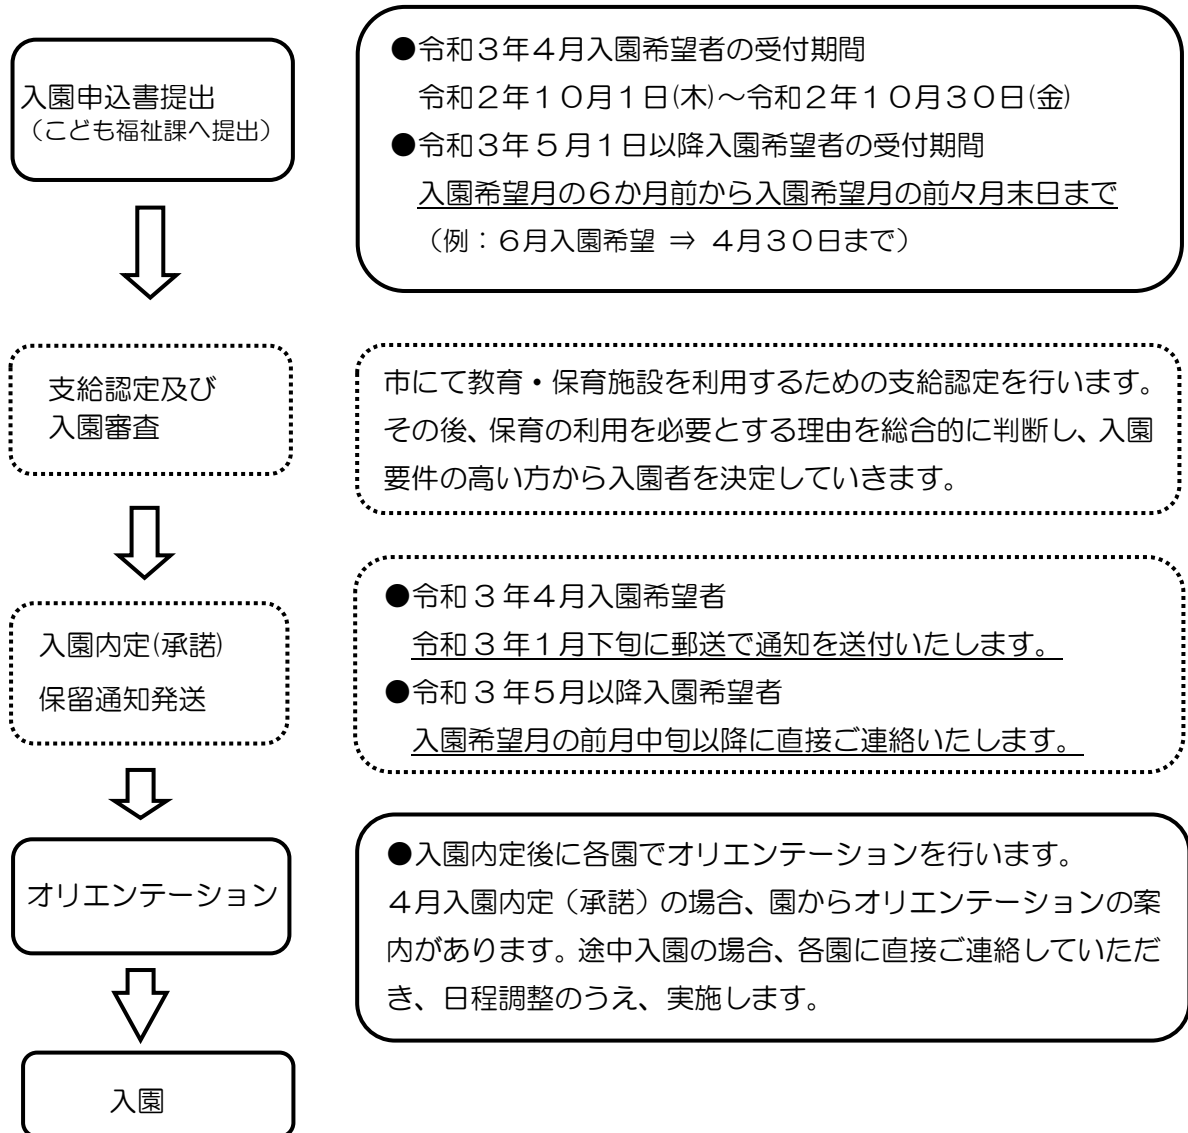 入園申込書提出
（こども福祉課へ提出）
●令和３年４月入園希望者の受付期間
令和２年１０月１日(木)～令和２年１０月３０日(金)
●令和３年５月１日以降入園希望者の受付期間
入園希望月の６か月前から入園希望月の前々月末日まで
（例：６月入園希望 ⇒ ４月３０日まで）
支給認定及び
入園審査
市にて教育・保育施設を利用するための支給認定を行います。
その後、保育の利用を必要とする理由を総合的に判断し、入園
要件の高い方から入園者を決定していきます。
入園内定(承諾)
保留通知発送
●令和３年４月入園希望者
令和３年１月下旬に郵送で通知を送付いたします。
●令和３年５月以降入園希望者
入園希望月の前月中旬以降に直接ご連絡いたします。
オリエンテーション
●入園内定後に各園でオリエンテーションを行います。
４月入園内定（承諾）の場合、園からオリエンテーションの案
内があります。途中入園の場合、各園に直接ご連絡していただ
き、日程調整のうえ、実施します。
入園